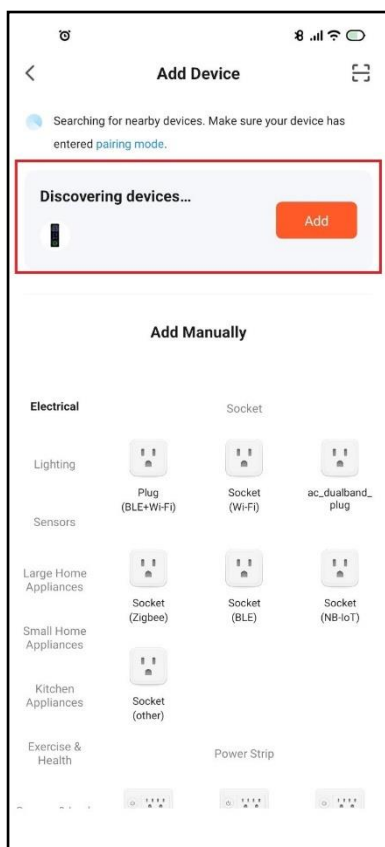 Add Device
Searching for nearby devices. Make sure your device has
entered pairing mode.
Discovering devices...
Add
Add Manually
Electrical
Socket
Lighting
Plug
(BLE+Wi-Fi)
Socket
(Wi-Fi)
ac_dualband_
plug
Sensors
Large Home
Appliances
Socket
(Zigbee)
Socket
(BLE)
Socket
(NB-IoT)
Small Home
Appliances
Kitchen
Appliances
Socket
(other)
Exercise &
Health
Power Strip